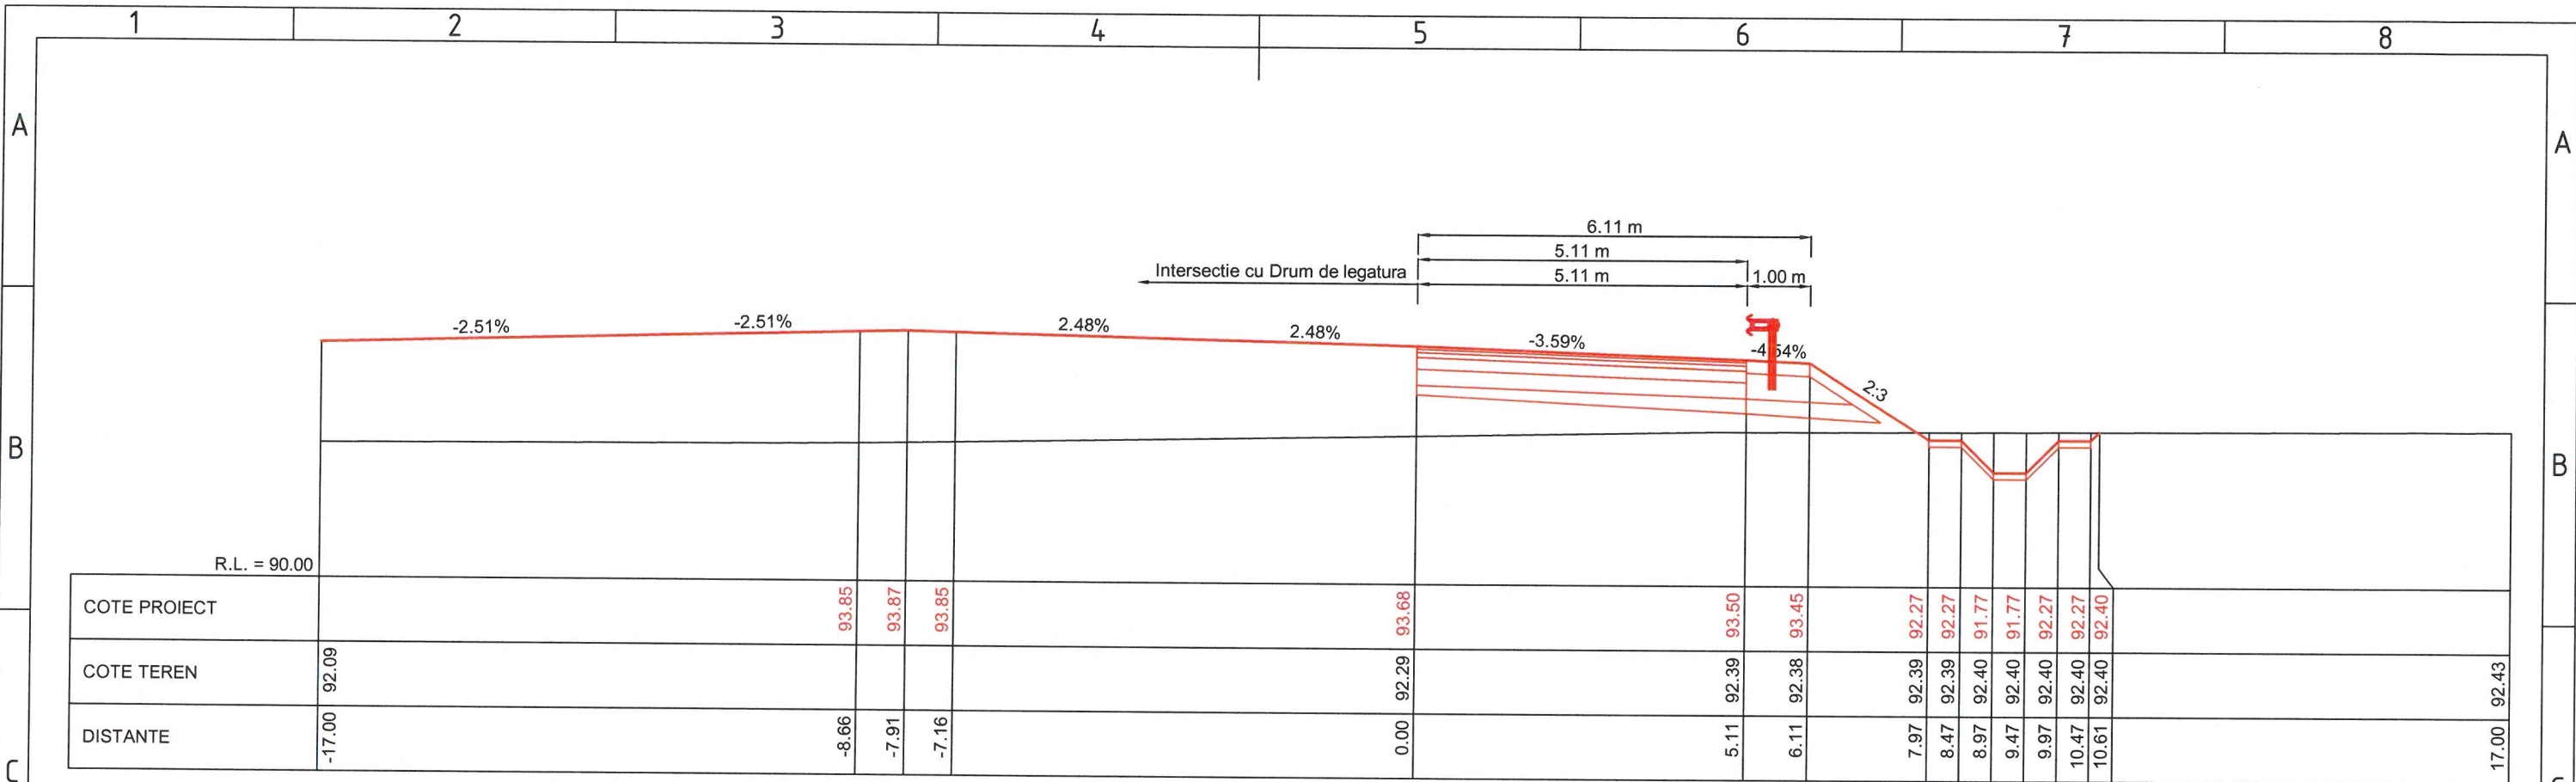 1 2 3 4 5 6 7 8
A A
6.11 m
5.11 m
Intersectie cu Drum de legatura 5.11 m 1.00 m
-2.51% -2.51% 2.48% 2.48% -3.59%
2:3
B B
R.L. = 90.00
COTE PROIECT 93.85 93.87 93.85 93.68 93.50 93.45 92.27 92.27 91.77 91.77 92.27 92.27 92.40
COTE TEREN 92.09 92.29 92.39 92.38 92.39 92.39 92.40 92.40 92.40 92.40 92.40 92.43
DISTANTE -17.00 -8.66 -7.91 -7.16 0.00 5.11 6.11 7.97 8.47 8.97 9.47 9.97 10.47 10.61 17.00
C